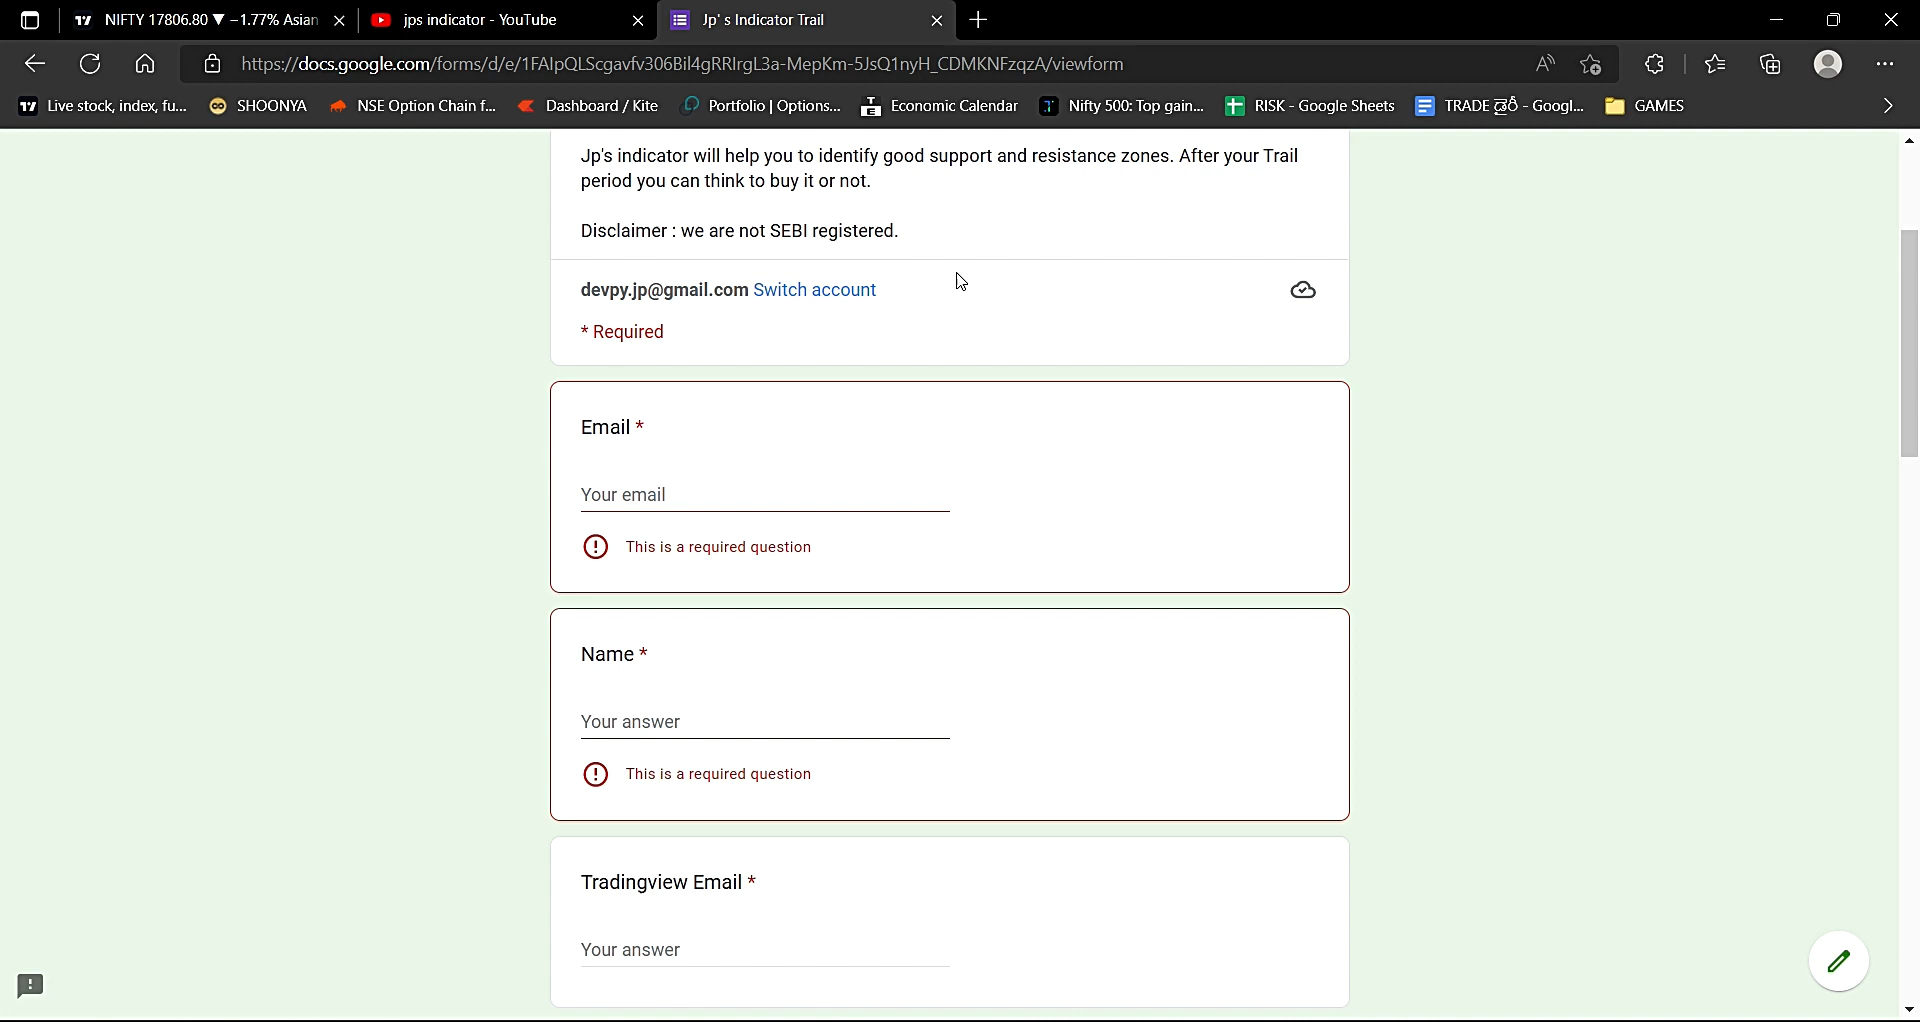 NIFTY 17806.80 ▼ −1.77% Asian
jps indicator - YouTube
Jp' s Indicator Trail
https://docs.google.com/forms/d/e/1FAIpQLScgavfv306Bil4gRRIrgL3a-MepKm-5JsQ1nyH_CDMKNFzqzA/viewform
Live stock, index, fu...
SHOONYA
NSE Option Chain f...
Dashboard / Kite
Portfolio | Options...
Economic Calendar
Nifty 500: Top gain...
RISK - Google Sheets
TRADE డైరీ - Googl...
GAMES
Jp's indicator will help you to identify good support and resistance zones. After your Trail
period you can think to buy it or not.
Disclaimer : we are not SEBI registered.
devpy.jp@gmail.com Switch account
* Required
Email *
Your email
This is a required question
Name *
Your answer
This is a required question
Tradingview Email *
Your answer